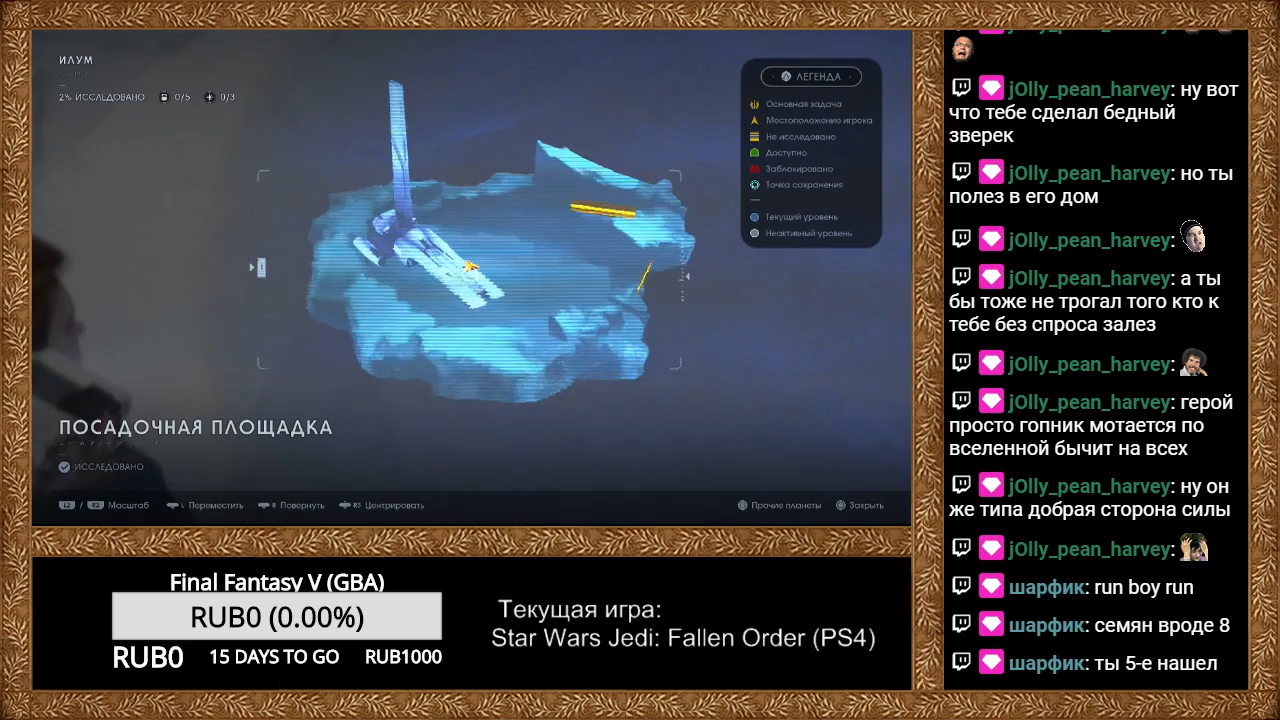 ИЛУМ
2% ИССЛЕДОВАНО 0/5 0/3
ЛЕГЕНДА
Основная задача
Местоположение игрока
Не исследовано
Доступно
Заблокировано
Точка сохранения
Текущий уровень
Неактивный уровень
1
ПОСАДОЧНАЯ ПЛОЩАДКА
ИССЛЕДОВАНО
L2 / R2 Масштаб L Переместить R Повернуть R3 Центрировать
Прочие планеты Закрыть
Final Fantasy V (GBA)
RUB0 (0.00%)
RUB0 15 DAYS TO GO RUB1000
Текущая игра:
Star Wars Jedi: Fallen Order (PS4)
jOlly_pean_harvey: ну вот
что тебе сделал бедный
зверек
jOlly_pean_harvey: но ты
полез в его дом
jOlly_pean_harvey:
jOlly_pean_harvey: а ты
бы тоже не трогал того кто к
тебе без спроса залез
jOlly_pean_harvey:
jOlly_pean_harvey: герой
просто гопник мотается по
вселенной бычит на всех
jOlly_pean_harvey: ну он
же типа добрая сторона силы
jOlly_pean_harvey:
шарфик: run boy run
шарфик: семян вроде 8
шарфик: ты 5-е нашел